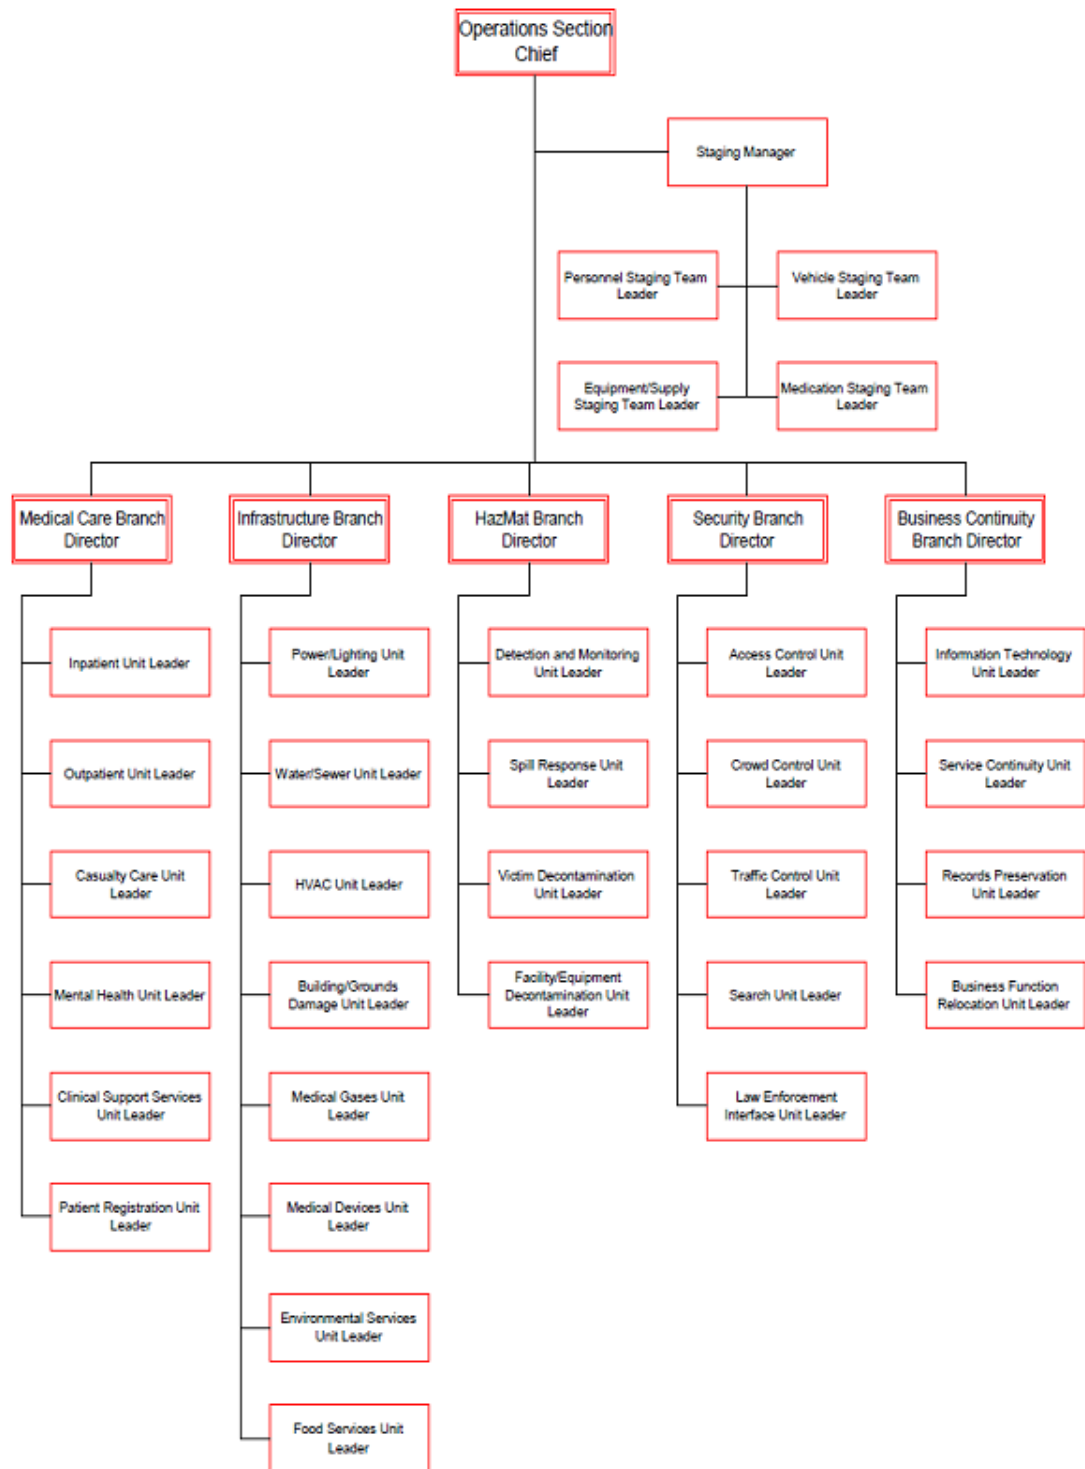 Operations Section
Chief
Staging Manager
Personnel Staging Team
Leader
Vehicle Staging Team
Leader
Equipment/Supply
Staging Team Leader
Medication Staging Team
Leader
Medical Care Branch
Director
Infrastructure Branch
Director
HazMat Branch
Director
Security Branch
Director
Business Continuity
Branch Director
Inpatient Unit Leader
Outpatient Unit Leader
Casualty Care Unit
Leader
Mental Health Unit Leader
Clinical Support Services
Unit Leader
Patient Registration Unit
Leader
Power/Lighting Unit
Leader
Water/Sewer Unit Leader
HVAC Unit Leader
Building/Grounds
Damage Unit Leader
Medical Gases Unit
Leader
Medical Devices Unit
Leader
Environmental Services
Unit Leader
Food Services Unit
Leader
Detection and Monitoring
Unit Leader
Spill Response Unit
Leader
Victim Decontamination
Unit Leader
Facility/Equipment
Decontamination Unit
Leader
Access Control Unit
Leader
Crowd Control Unit
Leader
Traffic Control Unit
Leader
Search Unit Leader
Law Enforcement
Interface Unit Leader
Information Technology
Unit Leader
Service Continuity Unit
Leader
Records Preservation
Unit Leader
Business Function
Relocation Unit Leader